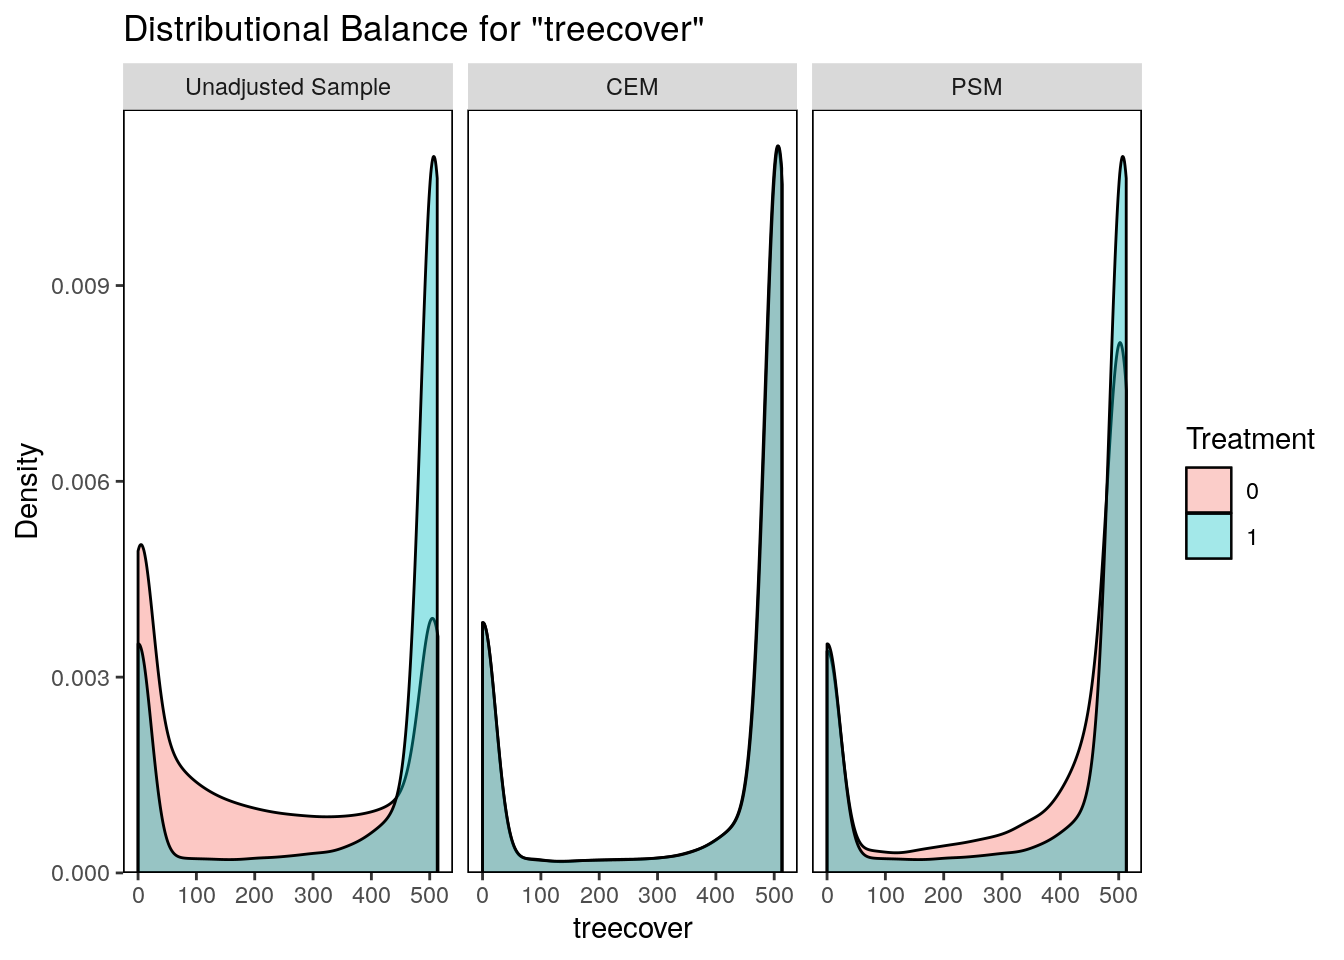 Distributional Balance for "treecover"
Unadjusted Sample
CEM
PSM
Density
0.009
0.006
0.003
0.000
0 100 200 300 400 500
0 100 200 300 400 500
0 100 200 300 400 500
treecover
Treatment
0
1